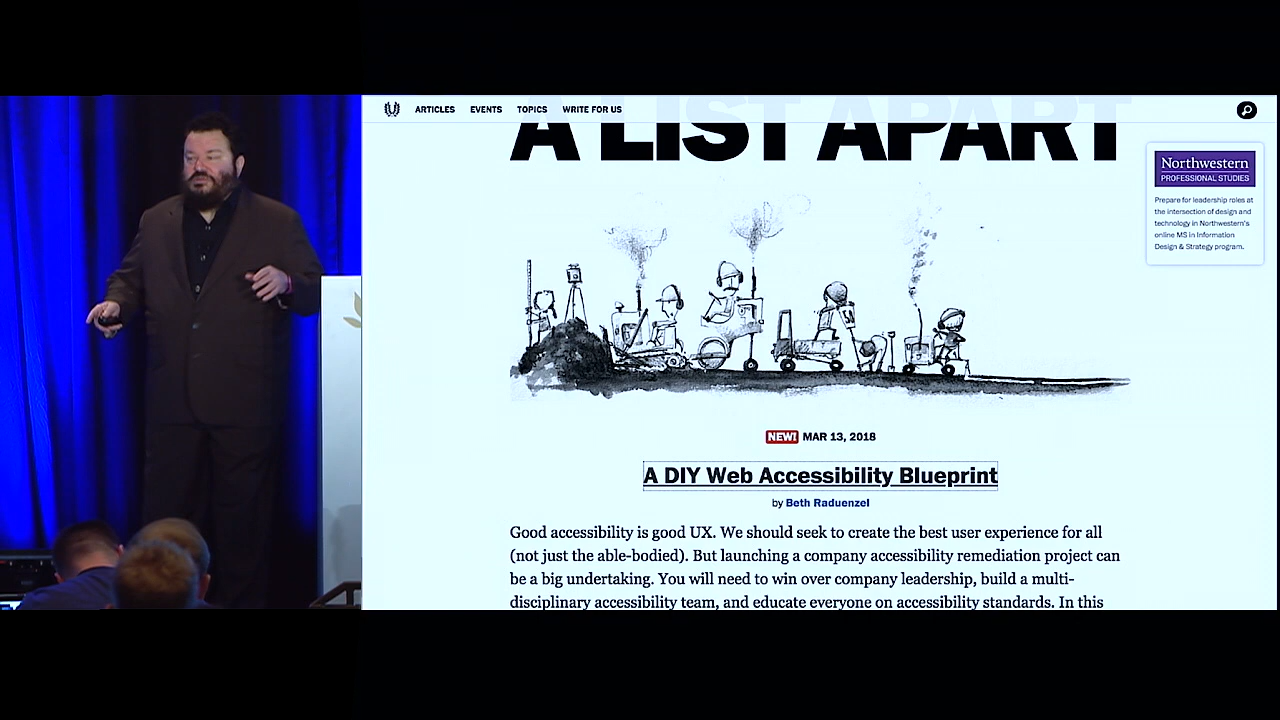 ARTICLES EVENTS TOPICS WRITE FOR US
A LIST APART
Northwestern
PROFESSIONAL STUDIES
Prepare for leadership roles at
the intersection of design and
technology in Northwestern's
online MS in Information
Design & Strategy program.
NEW! MAR 13, 2018
A DIY Web Accessibility Blueprint
by Beth Raduenzel
Good accessibility is good UX. We should seek to create the best user experience for all
(not just the able-bodied). But launching a company accessibility remediation project can
be a big undertaking. You will need to win over company leadership, build a multi-
disciplinary accessibility team, and educate everyone on accessibility standards. In this